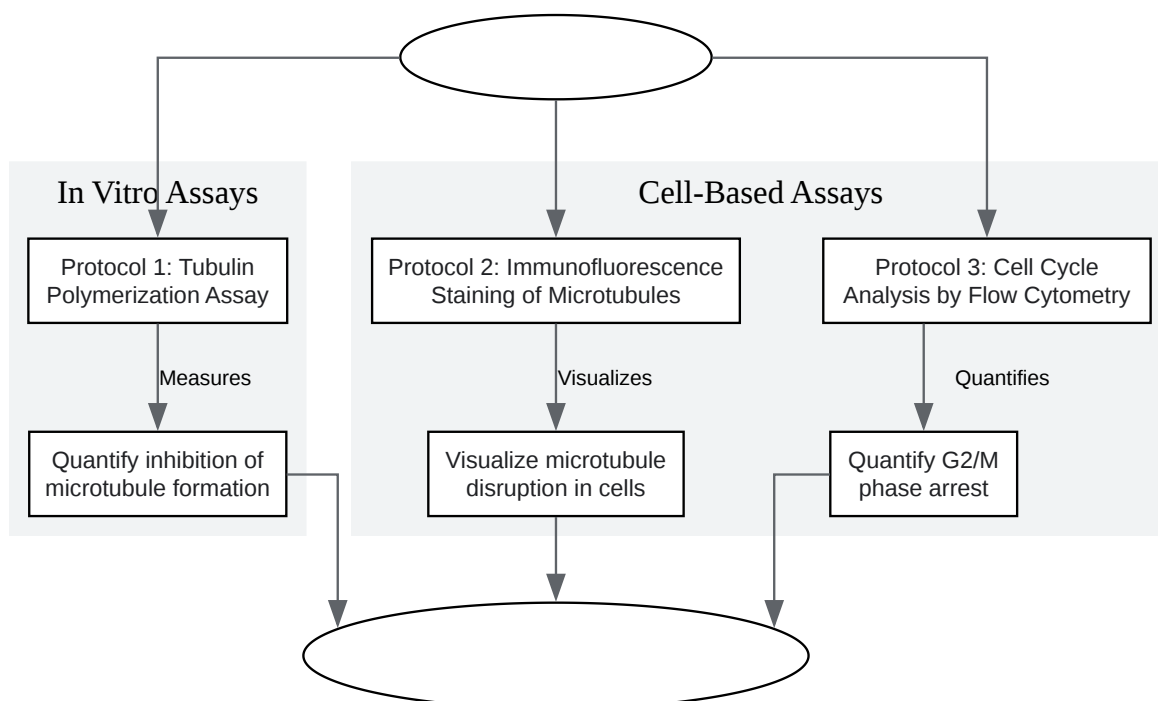 In Vitro Assays
Cell-Based Assays
Protocol 1: Tubulin
Polymerization Assay
Protocol 2: Immunofluorescence
Staining of Microtubules
Protocol 3: Cell Cycle
Analysis by Flow Cytometry
Measures
Visualizes
Quantifies
Quantify inhibition of
microtubule formation
Visualize microtubule
disruption in cells
Quantify G2/M
phase arrest